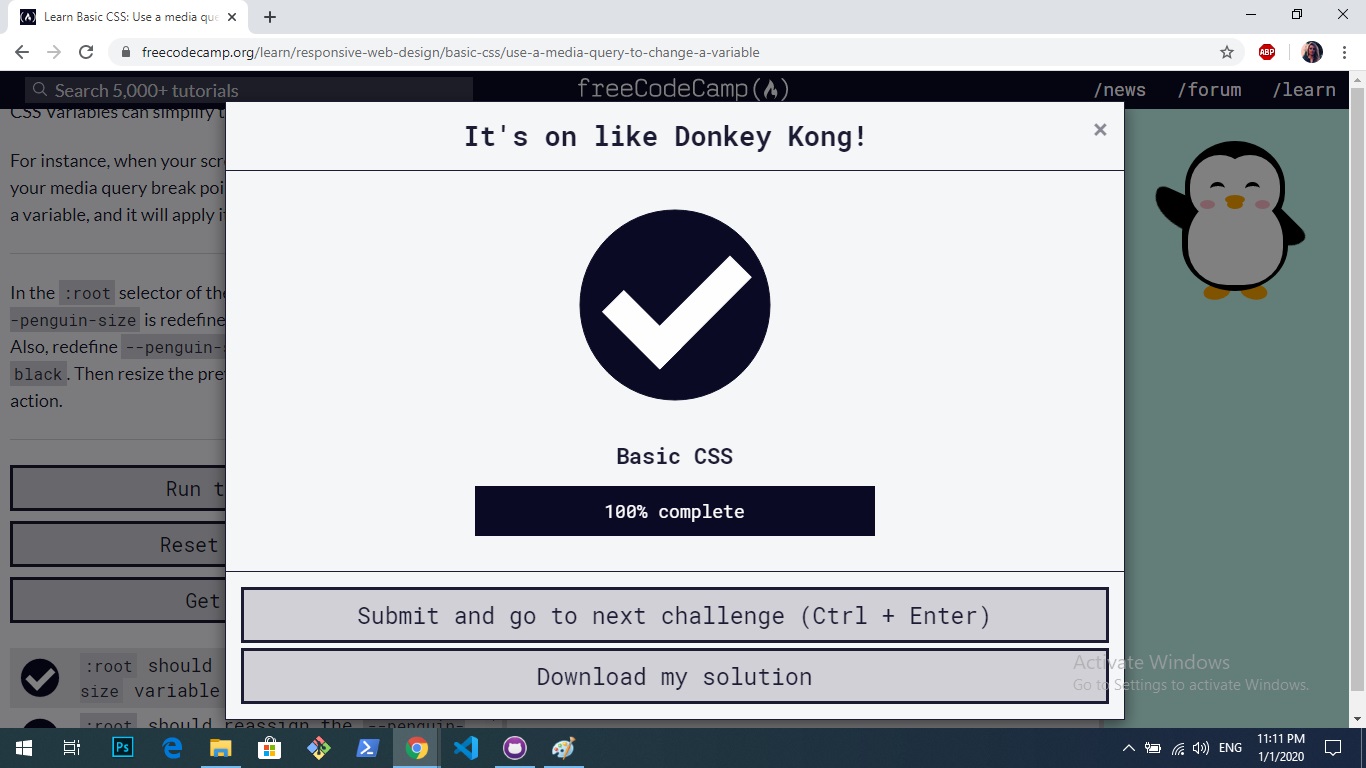 Learn Basic CSS: Use a media que
freecodecamp.org/learn/responsive-web-design/basic-css/use-a-media-query-to-change-a-variable
ABP
Search 5,000+ tutorials
freeCodeCamp
/news
/forum
/learn
CSS Variables can simplify t
For instance, when your scr
your media query break poi
a variable, and it will apply i
In the :root selector of the
-penguin-size is redefine
Also, redefine --penguin-s
black. Then resize the pre
action.
Run t
Reset
Get
:root should
size variable
:root should reassign the --penguin-
It's on like Donkey Kong!
×
Basic CSS
100% complete
Submit and go to next challenge (Ctrl + Enter)
Download my solution
Activate Windows
Go to Settings to activate Windows.
Ps
ENG
11:11 PM
1/1/2020